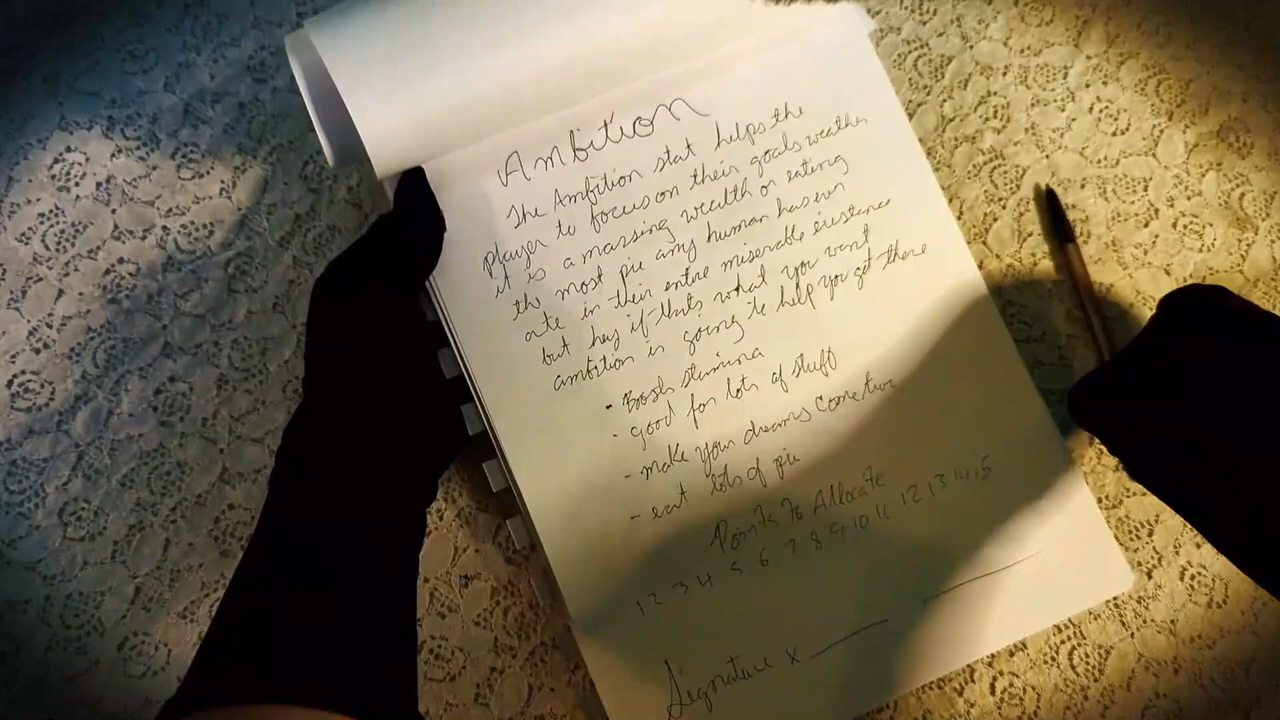 Ambition
The Ambition stat helps the
player to focus on their goals weather
it is a massing wealth or eating
the most pie any human has ever
ate in their entire miserable existence
but hey if thats what you want
ambition is going to help you get there
- Boosts stamina
- good for lots of stuff
- make your dreams come true
- eat lots of pie
Points to Allocate
1 2 3 4 5 6 7 8 9 10 11 12 13 14 15
Signature x